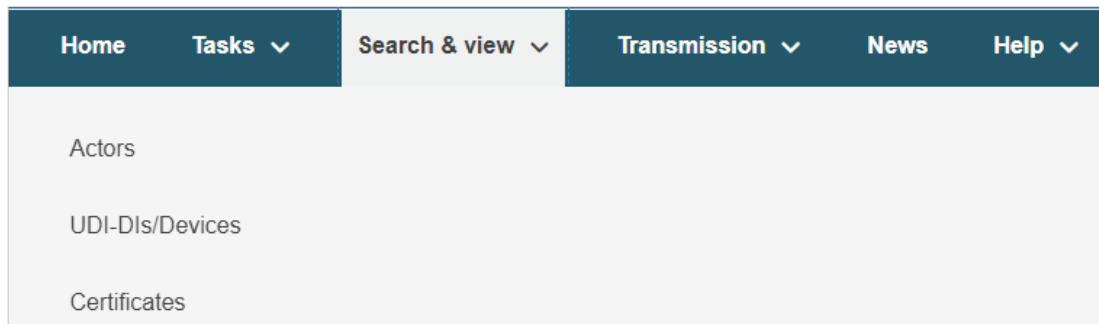 Home Tasks Search & view Transmission News Help
Actors
UDI-DIs/Devices
Certificates